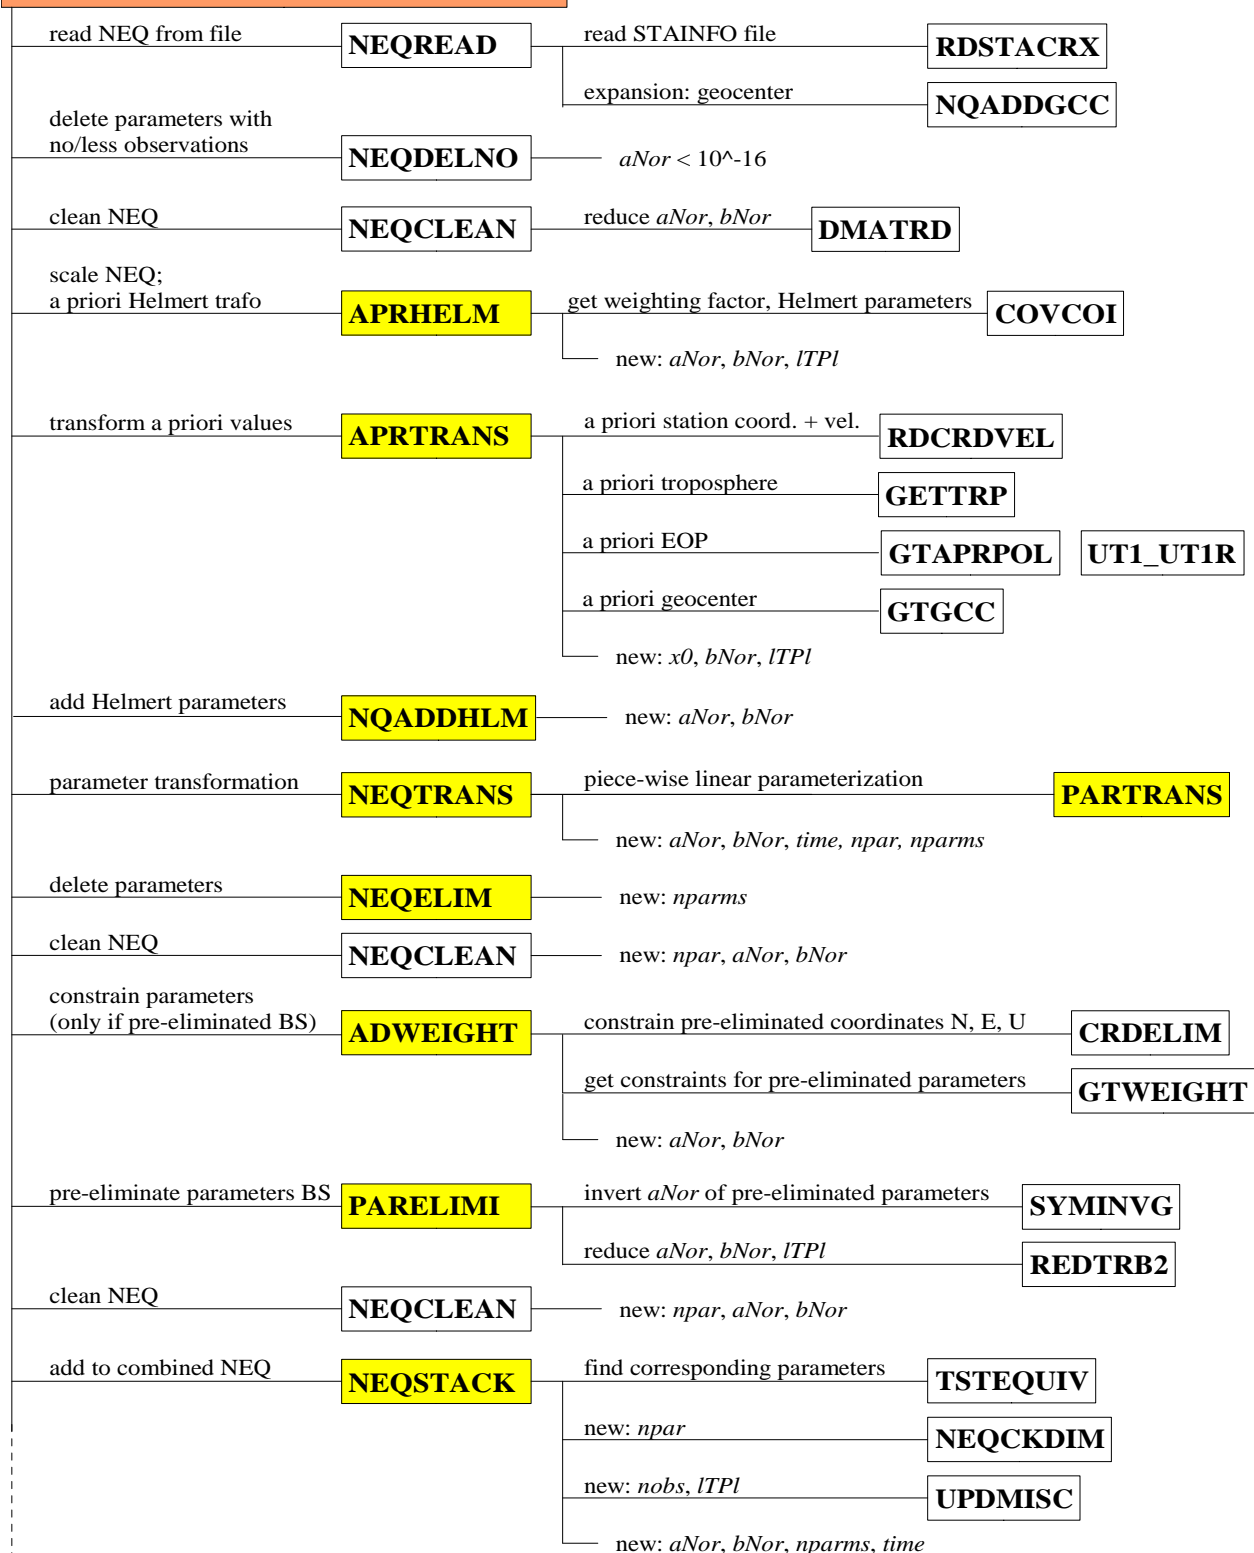 read NEQ from file
NEQREAD
read STAINFO file
RDSTACRX
expansion: geocenter
NQADDGCC
delete parameters with
no/less observations
NEQDELNO
aNor < 10^-16
clean NEQ
NEQCLEAN
reduce aNor, bNor
DMATRD
scale NEQ;
a priori Helmert trafo
APRHELM
get weighting factor, Helmert parameters
COVCOI
new: aNor, bNor, lTPl
transform a priori values
APRTRANS
a priori station coord. + vel.
RDCRDVEL
a priori troposphere
GETTRP
a priori EOP
GTAPRPOL
UT1_UT1R
a priori geocenter
GTGCC
new: x0, bNor, lTPl
add Helmert parameters
NQADDHLM
new: aNor, bNor
parameter transformation
NEQTRANS
piece-wise linear parameterization
PARTRANS
new: aNor, bNor, time, npar, nparms
delete parameters
NEQELIM
new: nparms
clean NEQ
NEQCLEAN
new: npar, aNor, bNor
constrain parameters
(only if pre-eliminated BS)
ADWEIGHT
constrain pre-eliminated coordinates N, E, U
CRDELIM
get constraints for pre-eliminated parameters
GTWEIGHT
new: aNor, bNor
pre-eliminate parameters BS
PARELIMI
invert aNor of pre-eliminated parameters
SYMINVG
reduce aNor, bNor, lTPl
REDTRB2
clean NEQ
NEQCLEAN
new: npar, aNor, bNor
add to combined NEQ
NEQSTACK
find corresponding parameters
TSTEQUIV
new: npar
NEQCKDIM
new: nobs, lTPl
UPDMISC
new: aNor, bNor, nparms, time